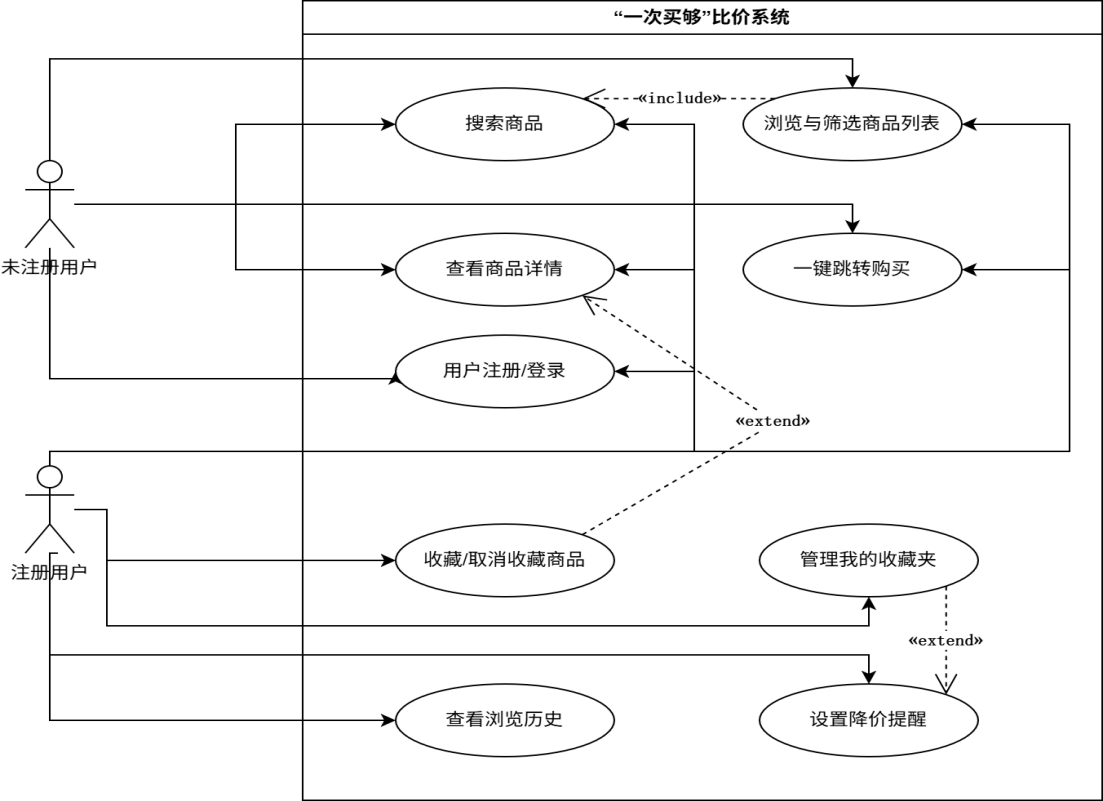 “一次买够”比价系统
«include»
搜索商品
浏览与筛选商品列表
未注册用户
查看商品详情
一键跳转购买
用户注册/登录
«extend»
注册用户
收藏/取消收藏商品
管理我的收藏夹
«extend»
查看浏览历史
设置降价提醒